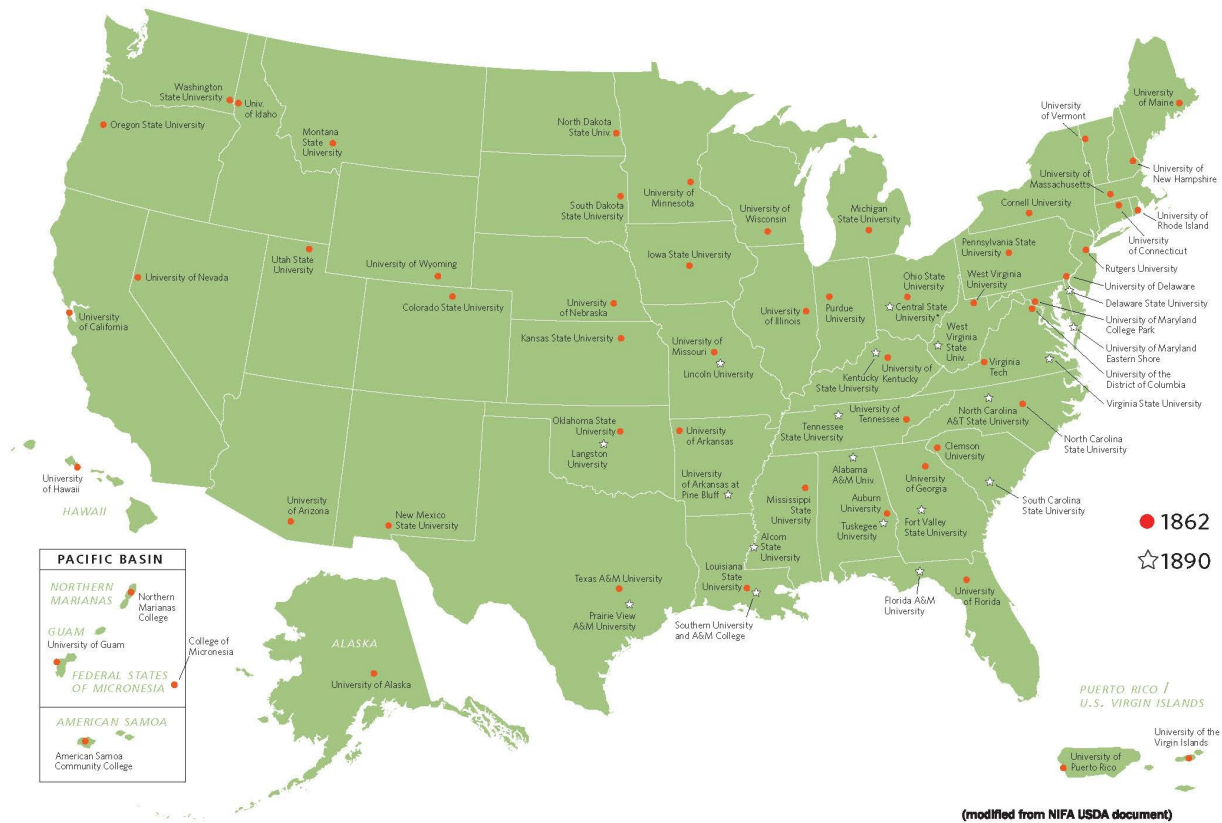 Washington
State University
Univ.
of Idaho
Oregon State University
Montana
State
University
North Dakota
State Univ.
University of
Minnesota
South Dakota
State University
University of
Wisconsin
Michigan
State University
University
of Vermont
University
of Maine
University of
New Hampshire
University of
Massachusetts
Cornell University
University of
Rhode Island
University
of Connecticut
Pennsylvania State
University
Rutgers University
University of Nevada
Utah State
University
University of Wyoming
Colorado State University
Iowa State University
University of
Nebraska
Kansas State University
University
of Illinois
Purdue
University
Ohio State
University
Central State
University*
West Virginia
University
University of Delaware
Delaware State University
University of Maryland
College Park
University of Maryland
Eastern Shore
University of the
District of Columbia
Virginia State University
University
of California
University of
Missouri
Lincoln University
Kentucky
State University
University of
Kentucky
West
Virginia
State
Univ.
Virginia
Tech
Oklahoma State
University
Langston
University
University
of Arkansas
University
of Arkansas at
Pine Bluff
Tennessee
State University
University of
Tennessee
North Carolina
A&T State University
North Carolina
State University
Clemson
University
Alabama
A&M Univ.
University
of Georgia
South Carolina
State University
Mississippi
State
University
Auburn
University
Tuskegee
University
Fort Valley
State University
University
of Hawaii
HAWAII
University
of Arizona
New Mexico
State University
Alcorn
State
University
Louisiana
State
University
Texas A&M University
Prairie View
A&M University
Southern University
and A&M College
Florida A&M
University
University
of Florida
1862
1890
PACIFIC BASIN
NORTHERN
MARIANAS
Northern
Marianas
College
GUAM
University of Guam
College of
Micronesia
FEDERAL STATES
OF MICRONESIA
AMERICAN SAMOA
American Samoa
Community College
ALASKA
University of Alaska
PUERTO RICO /
U.S. VIRGIN ISLANDS
University of the
Virgin Islands
University of
Puerto Rico
(modified from NIFA USDA document)